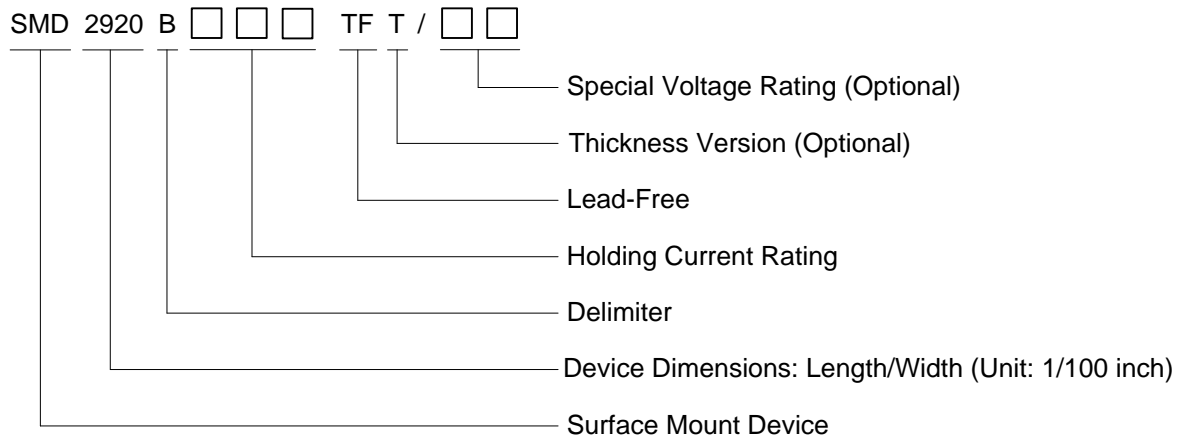 SMD 2920 B □ □ □ TF T / □ □
Special Voltage Rating (Optional)
Thickness Version (Optional)
Lead-Free
Holding Current Rating
Delimiter
Device Dimensions: Length/Width (Unit: 1/100 inch)
Surface Mount Device